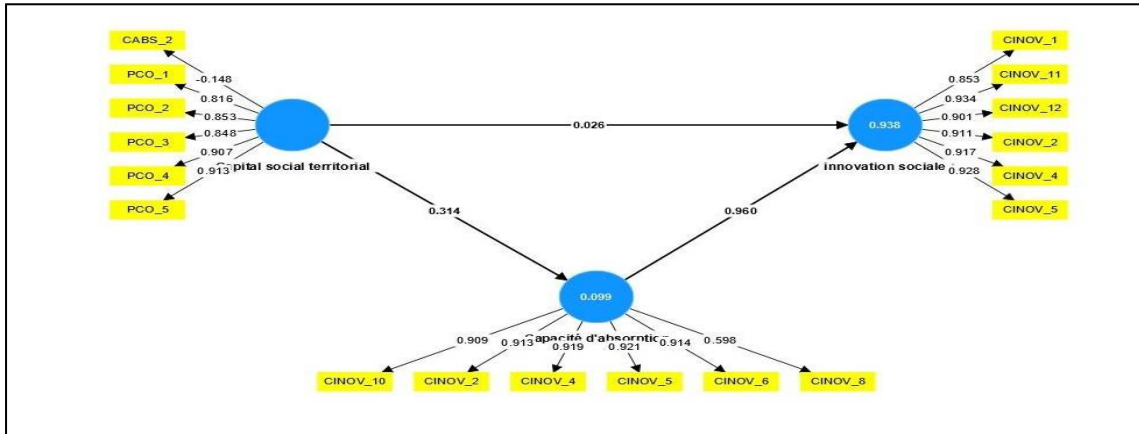 CABS_2
PCO_1
PCO_2
PCO_3
PCO_4
PCO_5
-0.148
0.816
0.853
0.848
0.907
0.913
Capital social territorial
0.026
0.314
0.960
0.938
innovation sociale
0.853
0.934
0.901
0.911
0.917
0.928
CINOV_1
CINOV_11
CINOV_12
CINOV_2
CINOV_4
CINOV_5
0.099
Capacité d'absorption
0.909
0.913
0.919
0.921
0.914
0.598
CINOV_10
CINOV_2
CINOV_4
CINOV_5
CINOV_6
CINOV_8